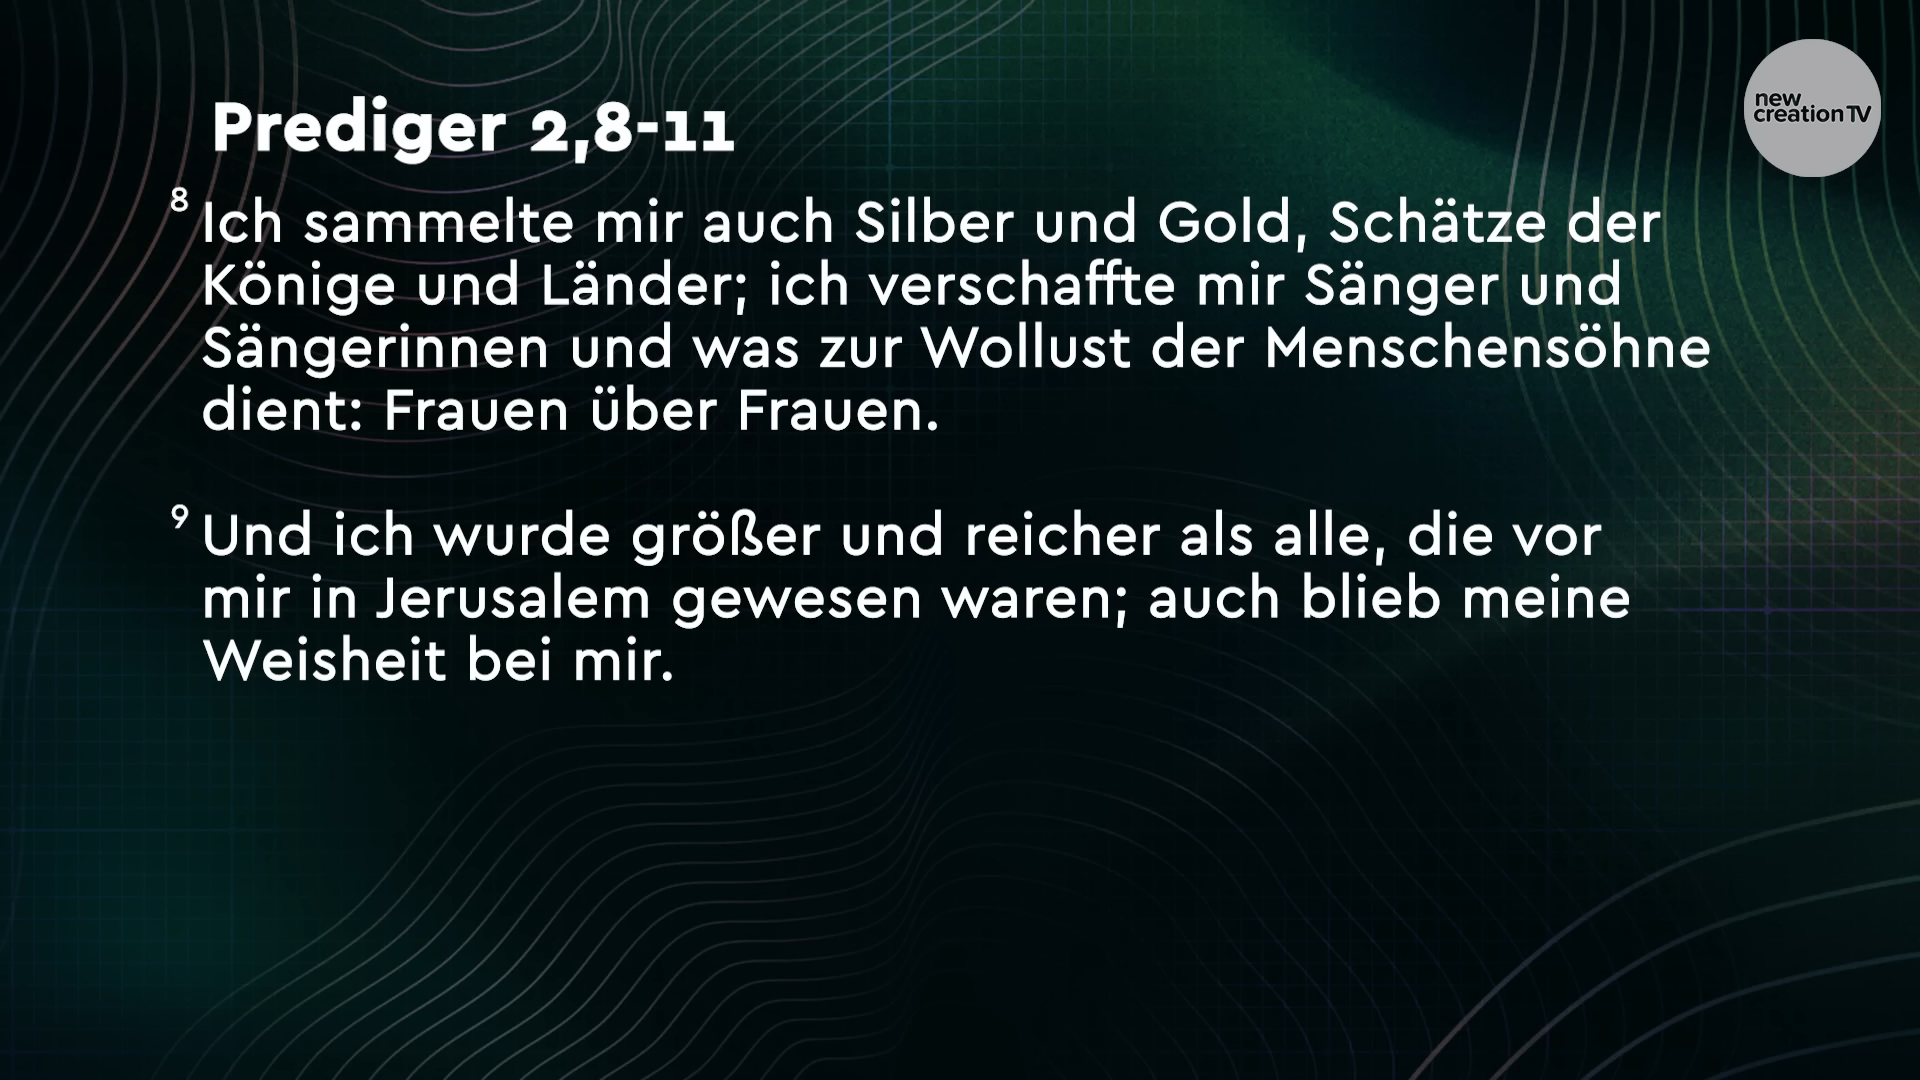 Prediger 2,8-11
new
creation TV
8 Ich sammelte mir auch Silber und Gold, Schätze der
Könige und Länder; ich verschaffte mir Sänger und
Sängerinnen und was zur Wollust der Menschensöhne
dient: Frauen über Frauen.
9 Und ich wurde größer und reicher als alle, die vor
mir in Jerusalem gewesen waren; auch blieb meine
Weisheit bei mir.